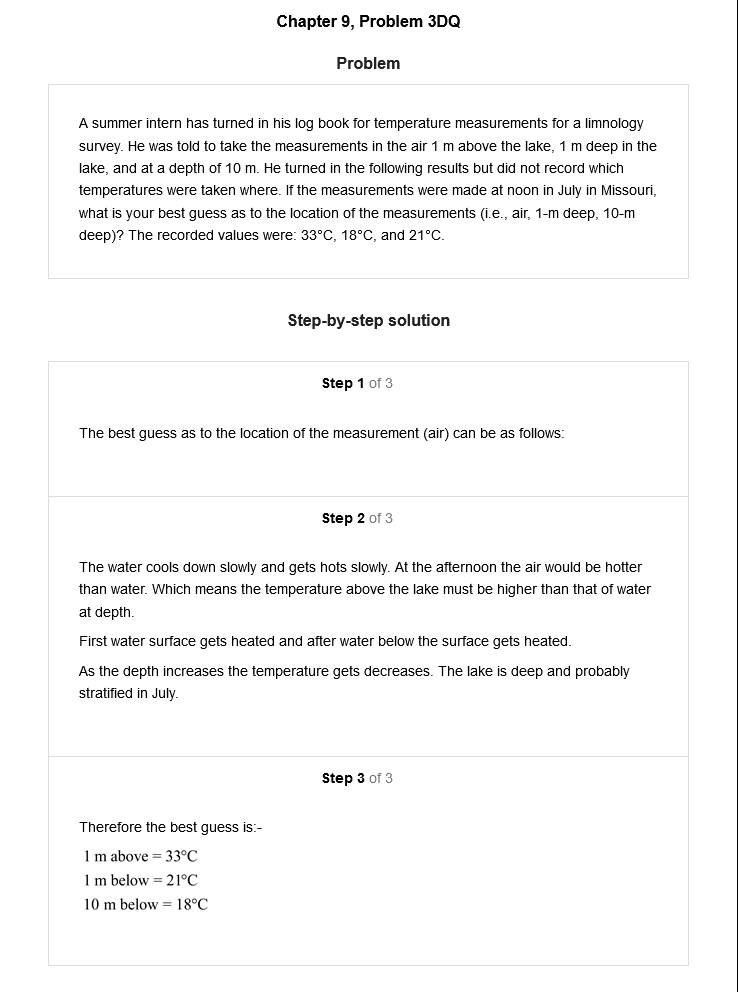 Chapter 9, Problem 3DQ
Problem
A summer intern has turned in his log book for temperature measurements for a limnology
survey. He was told to take the measurements in the air 1 m above the lake, 1 m deep in the
lake, and at a depth of 10 m. He turned in the following results but did not record which
temperatures were taken where. If the measurements were made at noon in July in Missouri,
what is your best guess as to the location of the measurements (i.e., air, 1-m deep, 10-m
deep)? The recorded values were: 33°C, 18°C, and 21°C.
Step-by-step solution
Step 1 of 3
The best guess as to the location of the measurement (air) can be as follows:
Step 2 of 3
The water cools down slowly and gets hots slowly. At the afternoon the air would be hotter
than water. Which means the temperature above the lake must be higher than that of water
at depth.
First water surface gets heated and after water below the surface gets heated.
As the depth increases the temperature gets decreases. The lake is deep and probably
stratified in July.
Step 3 of 3
Therefore the best guess is:-
1 m above = 33°C
1 m below = 21°C
10 m below = 18°C